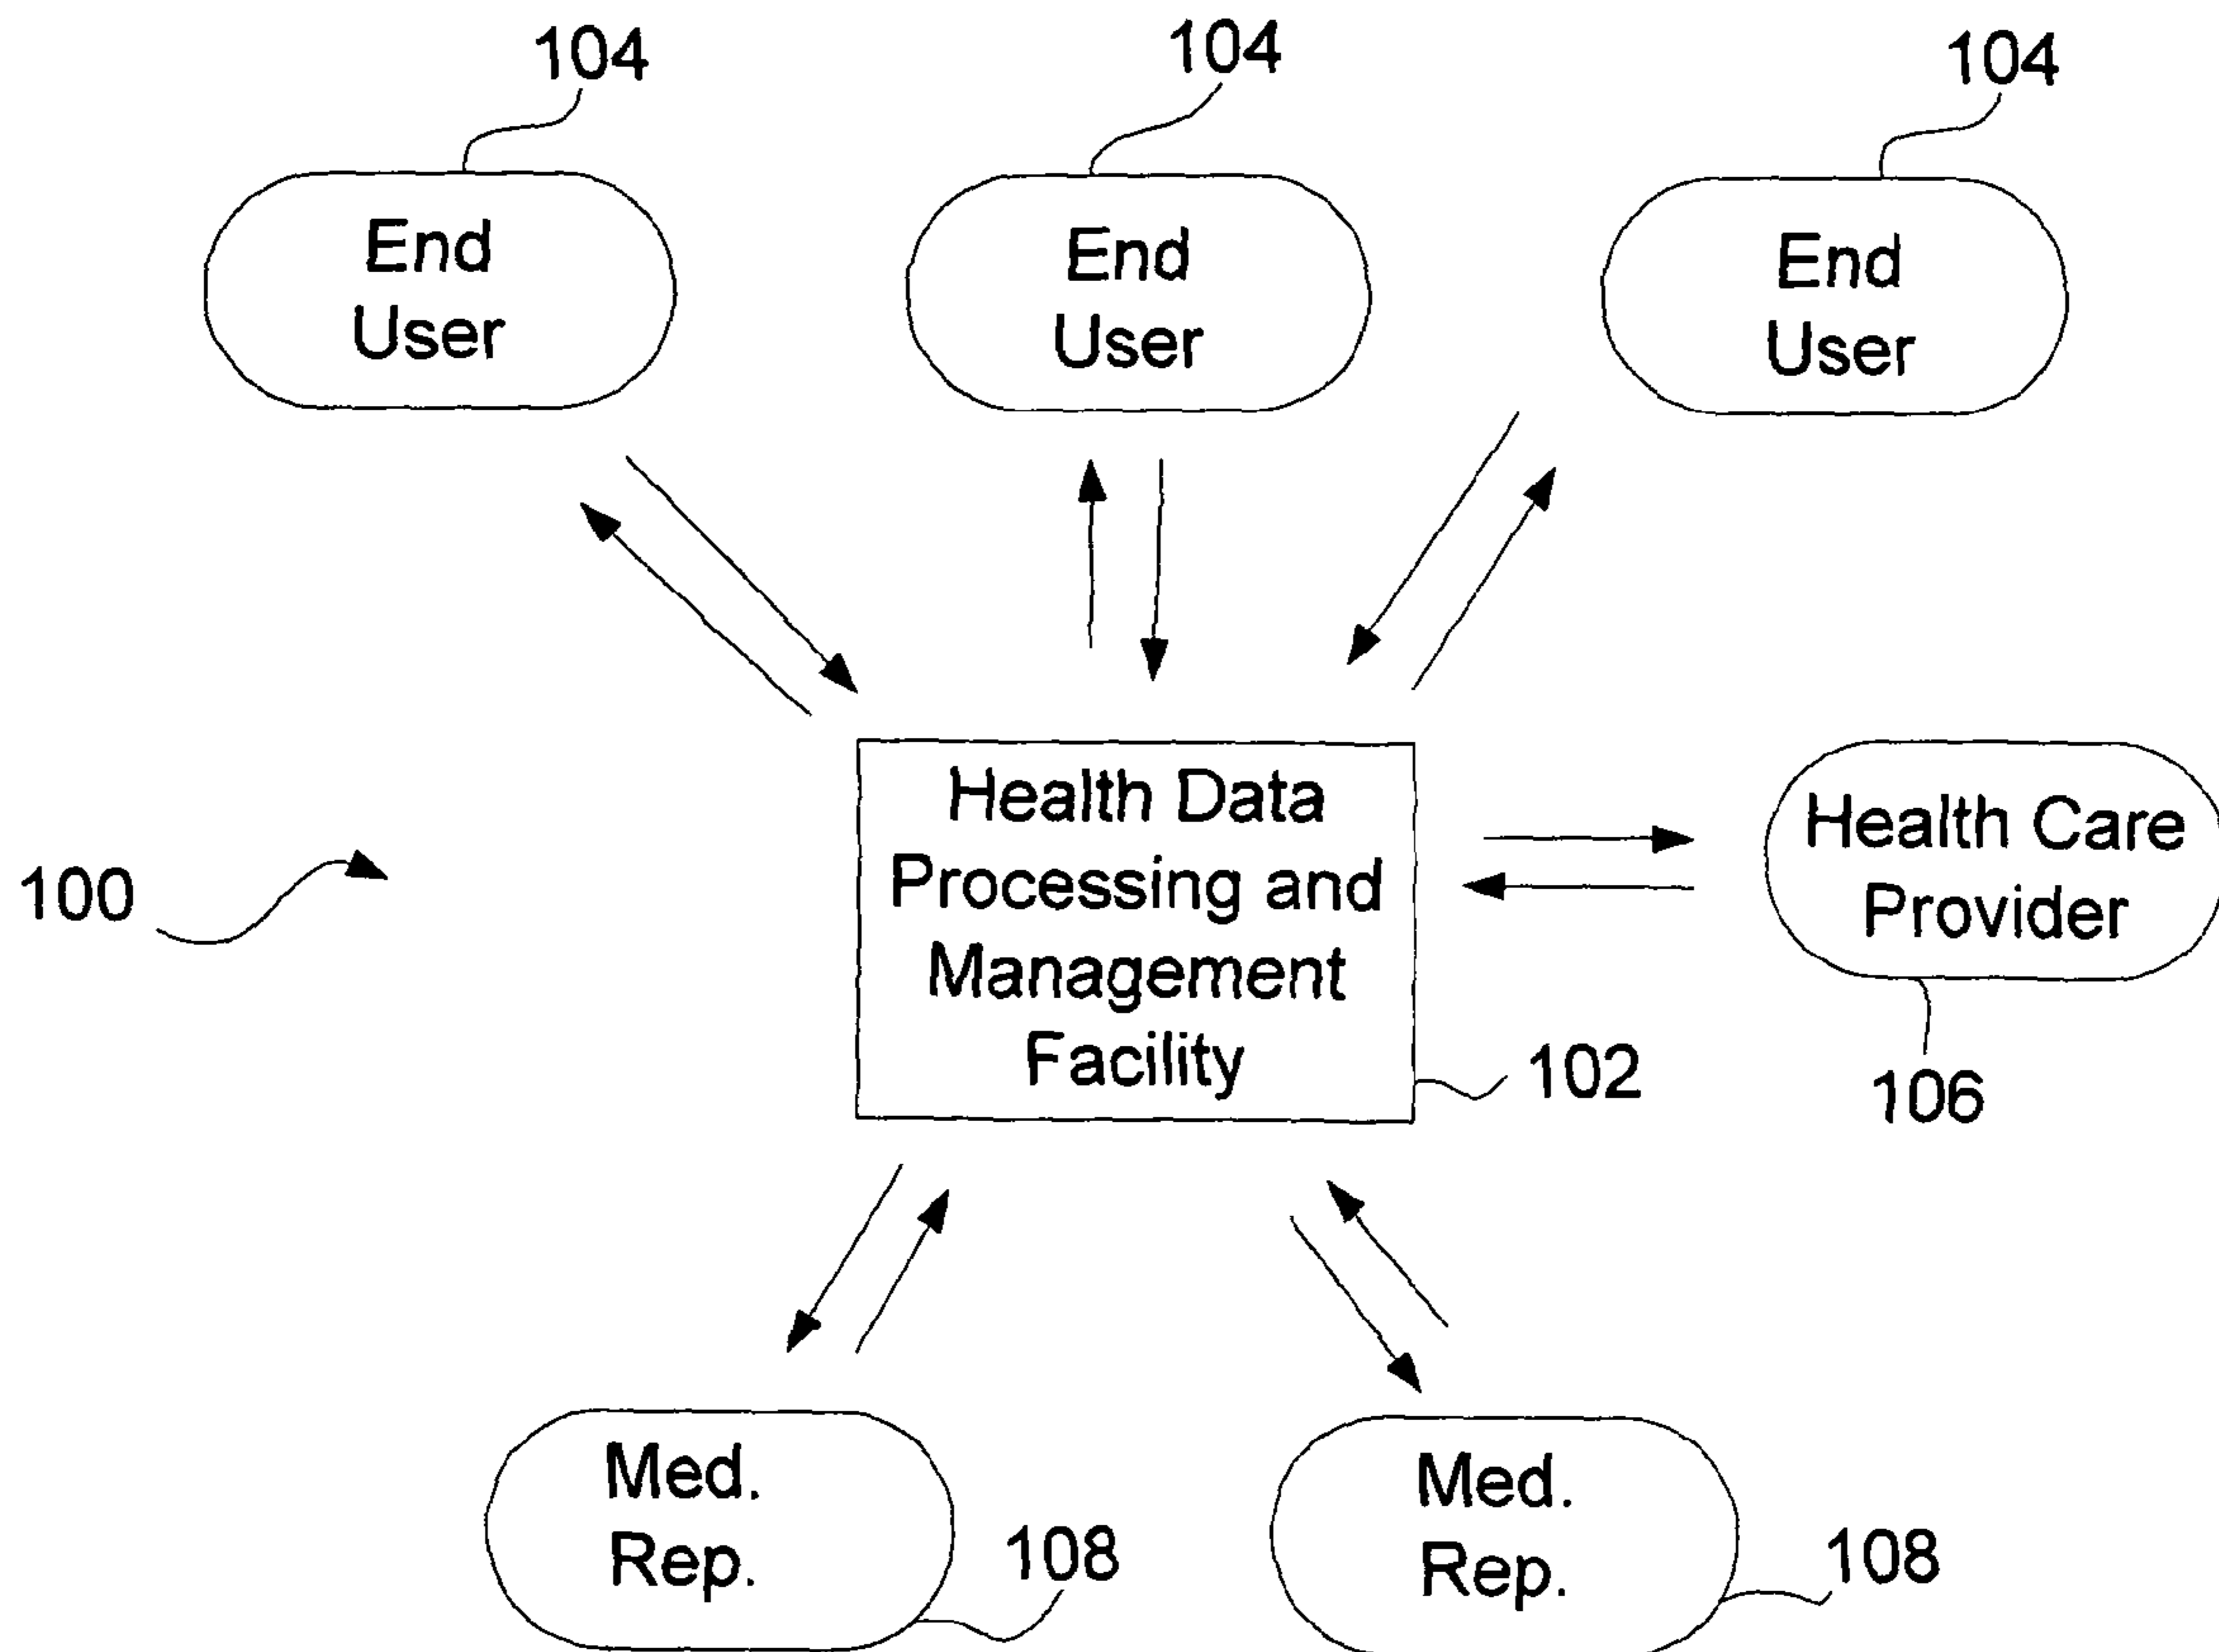 104
104
104
End
User
End
User
End
User
Health Data
Processing and
Management
Facility
Health Care
Provider
100
102
106
Med.
Rep.
108
Med.
Rep.
108